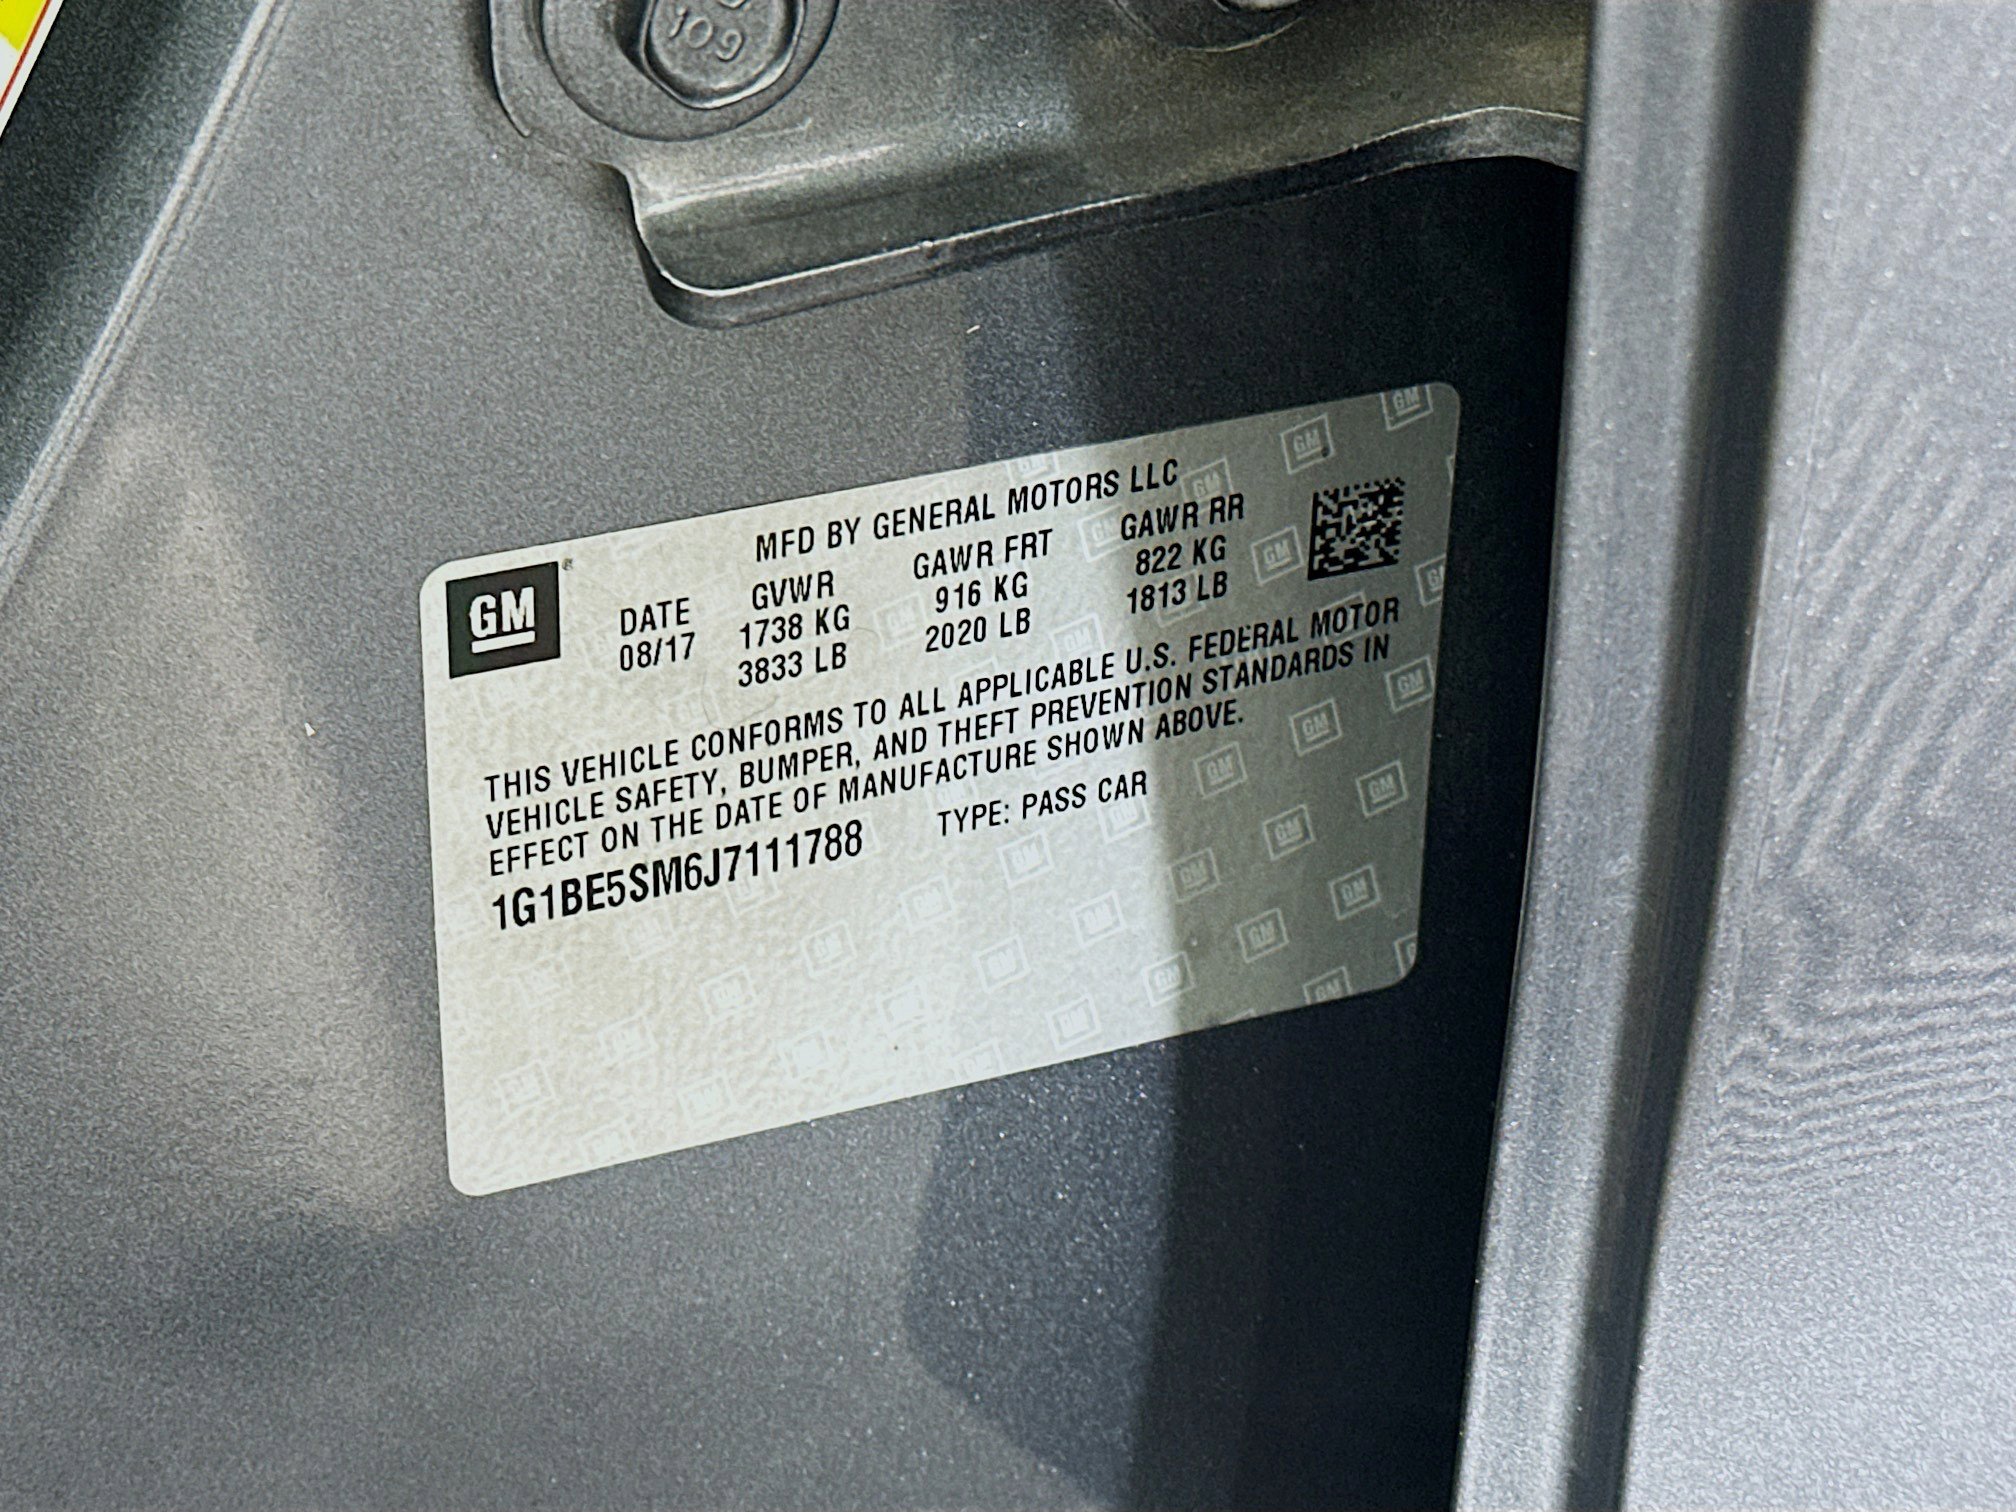 109
MFD BY GENERAL MOTORS LLC
GM
DATE GVWR GAWR FRT GAWR RR
08/17 1738 KG 916 KG 822 KG
3833 LB 2020 LB 1813 LB
THIS VEHICLE CONFORMS TO ALL APPLICABLE U.S. FEDERAL MOTOR
VEHICLE SAFETY, BUMPER, AND THEFT PREVENTION STANDARDS IN
EFFECT ON THE DATE OF MANUFACTURE SHOWN ABOVE.
1G1BE5SM6J7111788 TYPE: PASS CAR